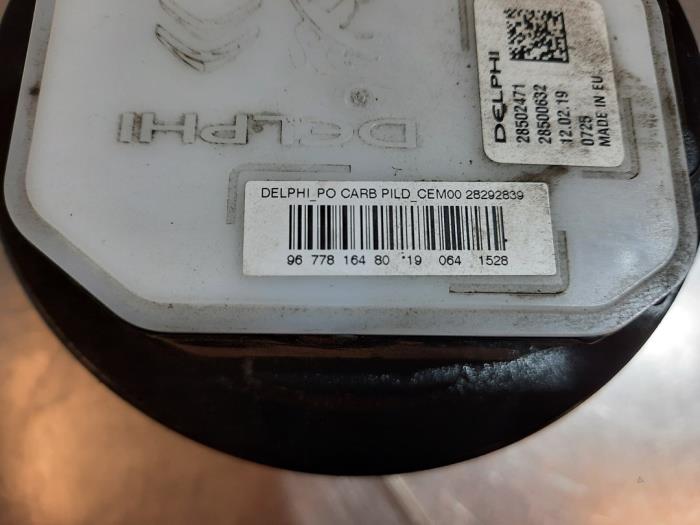 DELPHI
28502471
28500632
12.02.19
0725
MADE IN EU
DELPHI
DELPHI_PO CARB PILD_CEM00 28292839
96 778 164 80 *19 064 1528